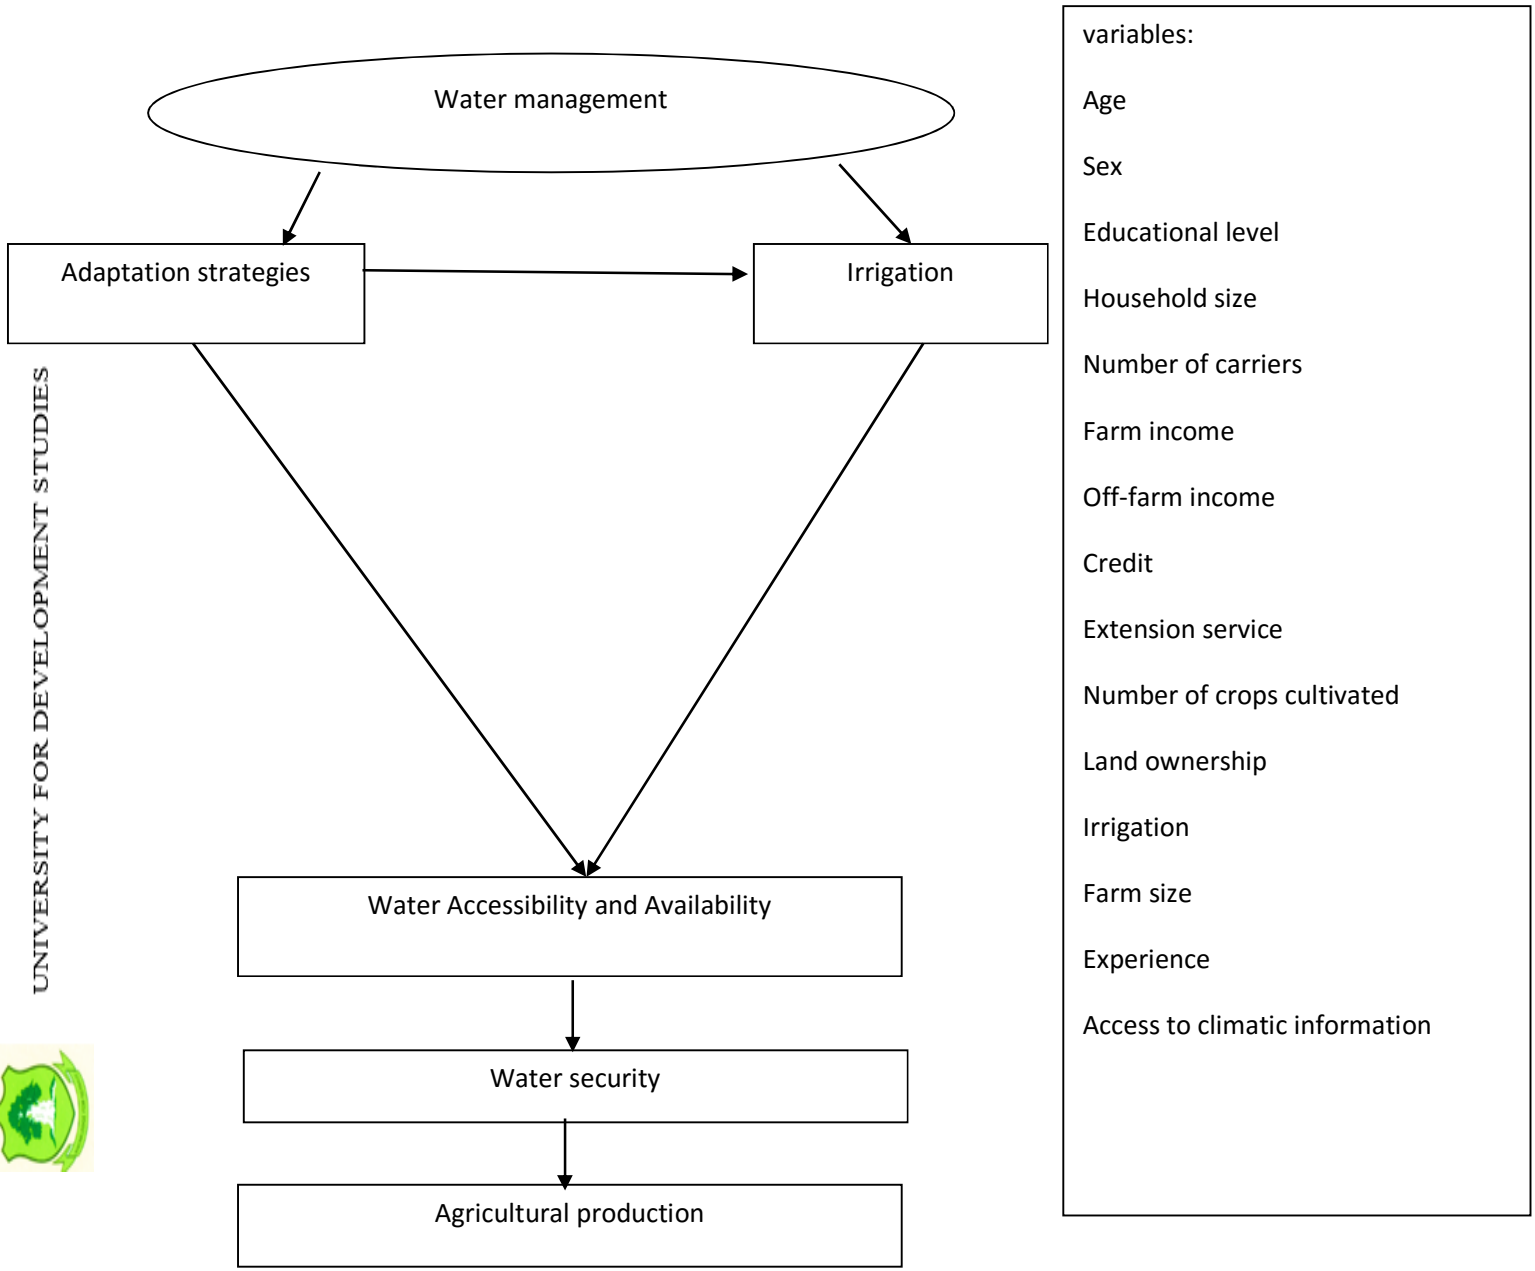 Water management
Adaptation strategies
Irrigation
Water Accessibility and Availability
Water security
Agricultural production
variables:
Age
Sex
Educational level
Household size
Number of carriers
Farm income
Off-farm income
Credit
Extension service
Number of crops cultivated
Land ownership
Irrigation
Farm size
Experience
Access to climatic information
UNIVERSITY FOR DEVELOPMENT STUDIES